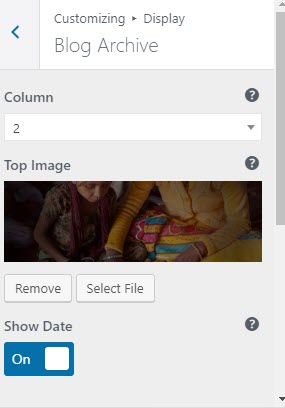 Customizing ▸ Display
Blog Archive
Column
2
Top Image
Remove Select File
Show Date
On